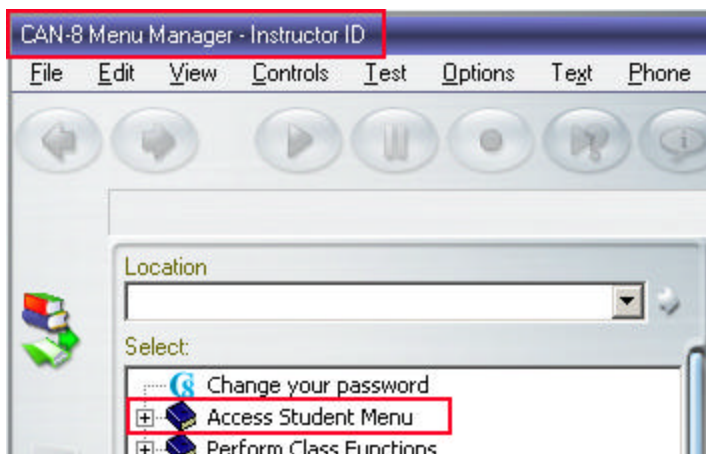 CAN-8 Menu Manager - Instructor ID
File Edit View Controls Test Options Text Phone
Location
Select:
Change your password
Access Student Menu
Perform Class Functions